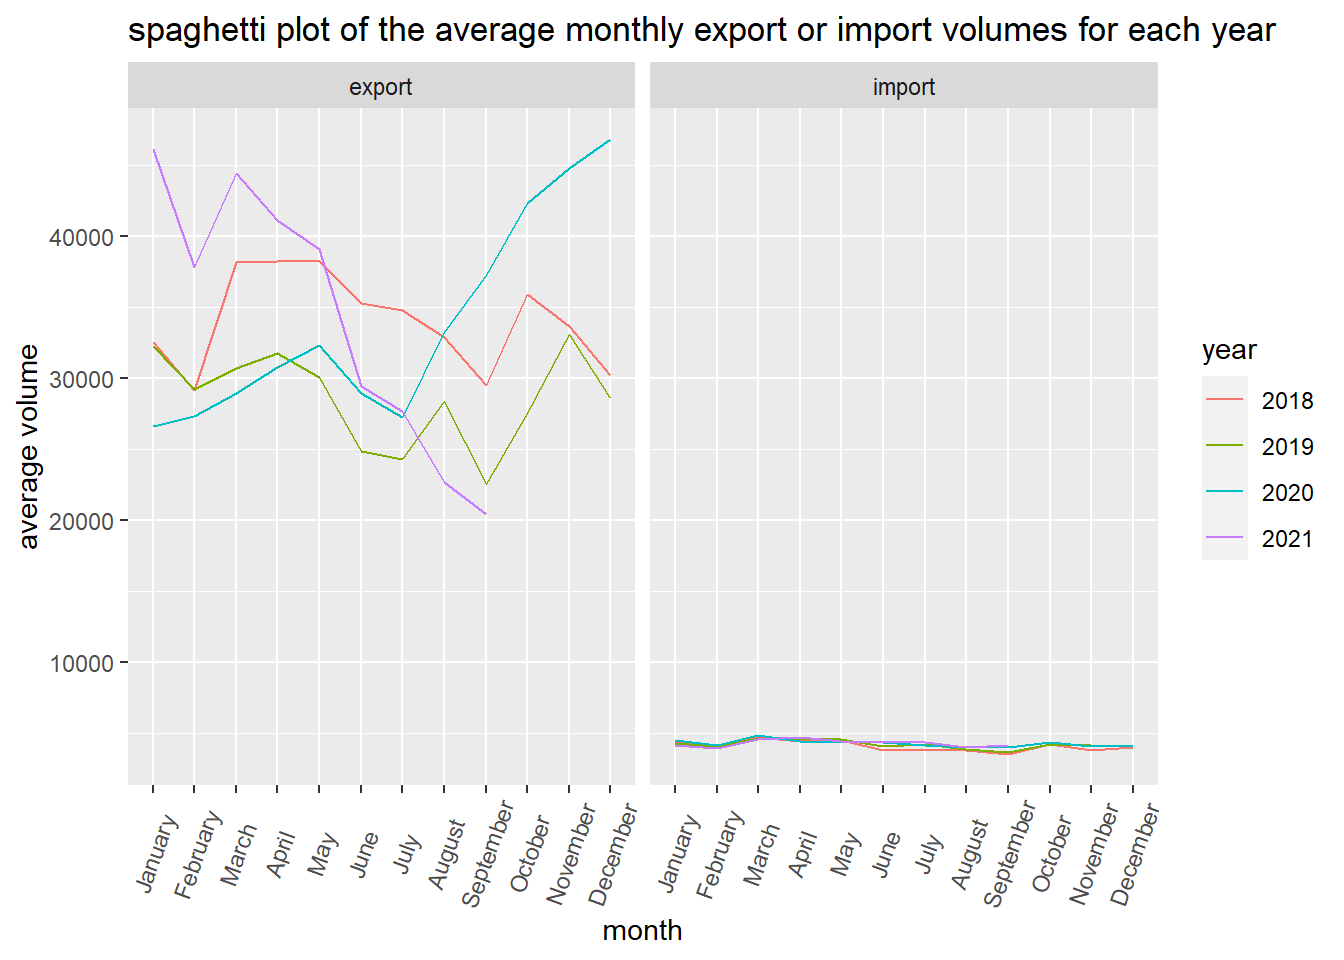 spaghetti plot of the average monthly export or import volumes for each year
export
import
average volume
40000
30000
20000
10000
year
2018
2019
2020
2021
January
February
March
April
May
June
July
August
September
October
November
December
January
February
March
April
May
June
July
August
September
October
November
December
month